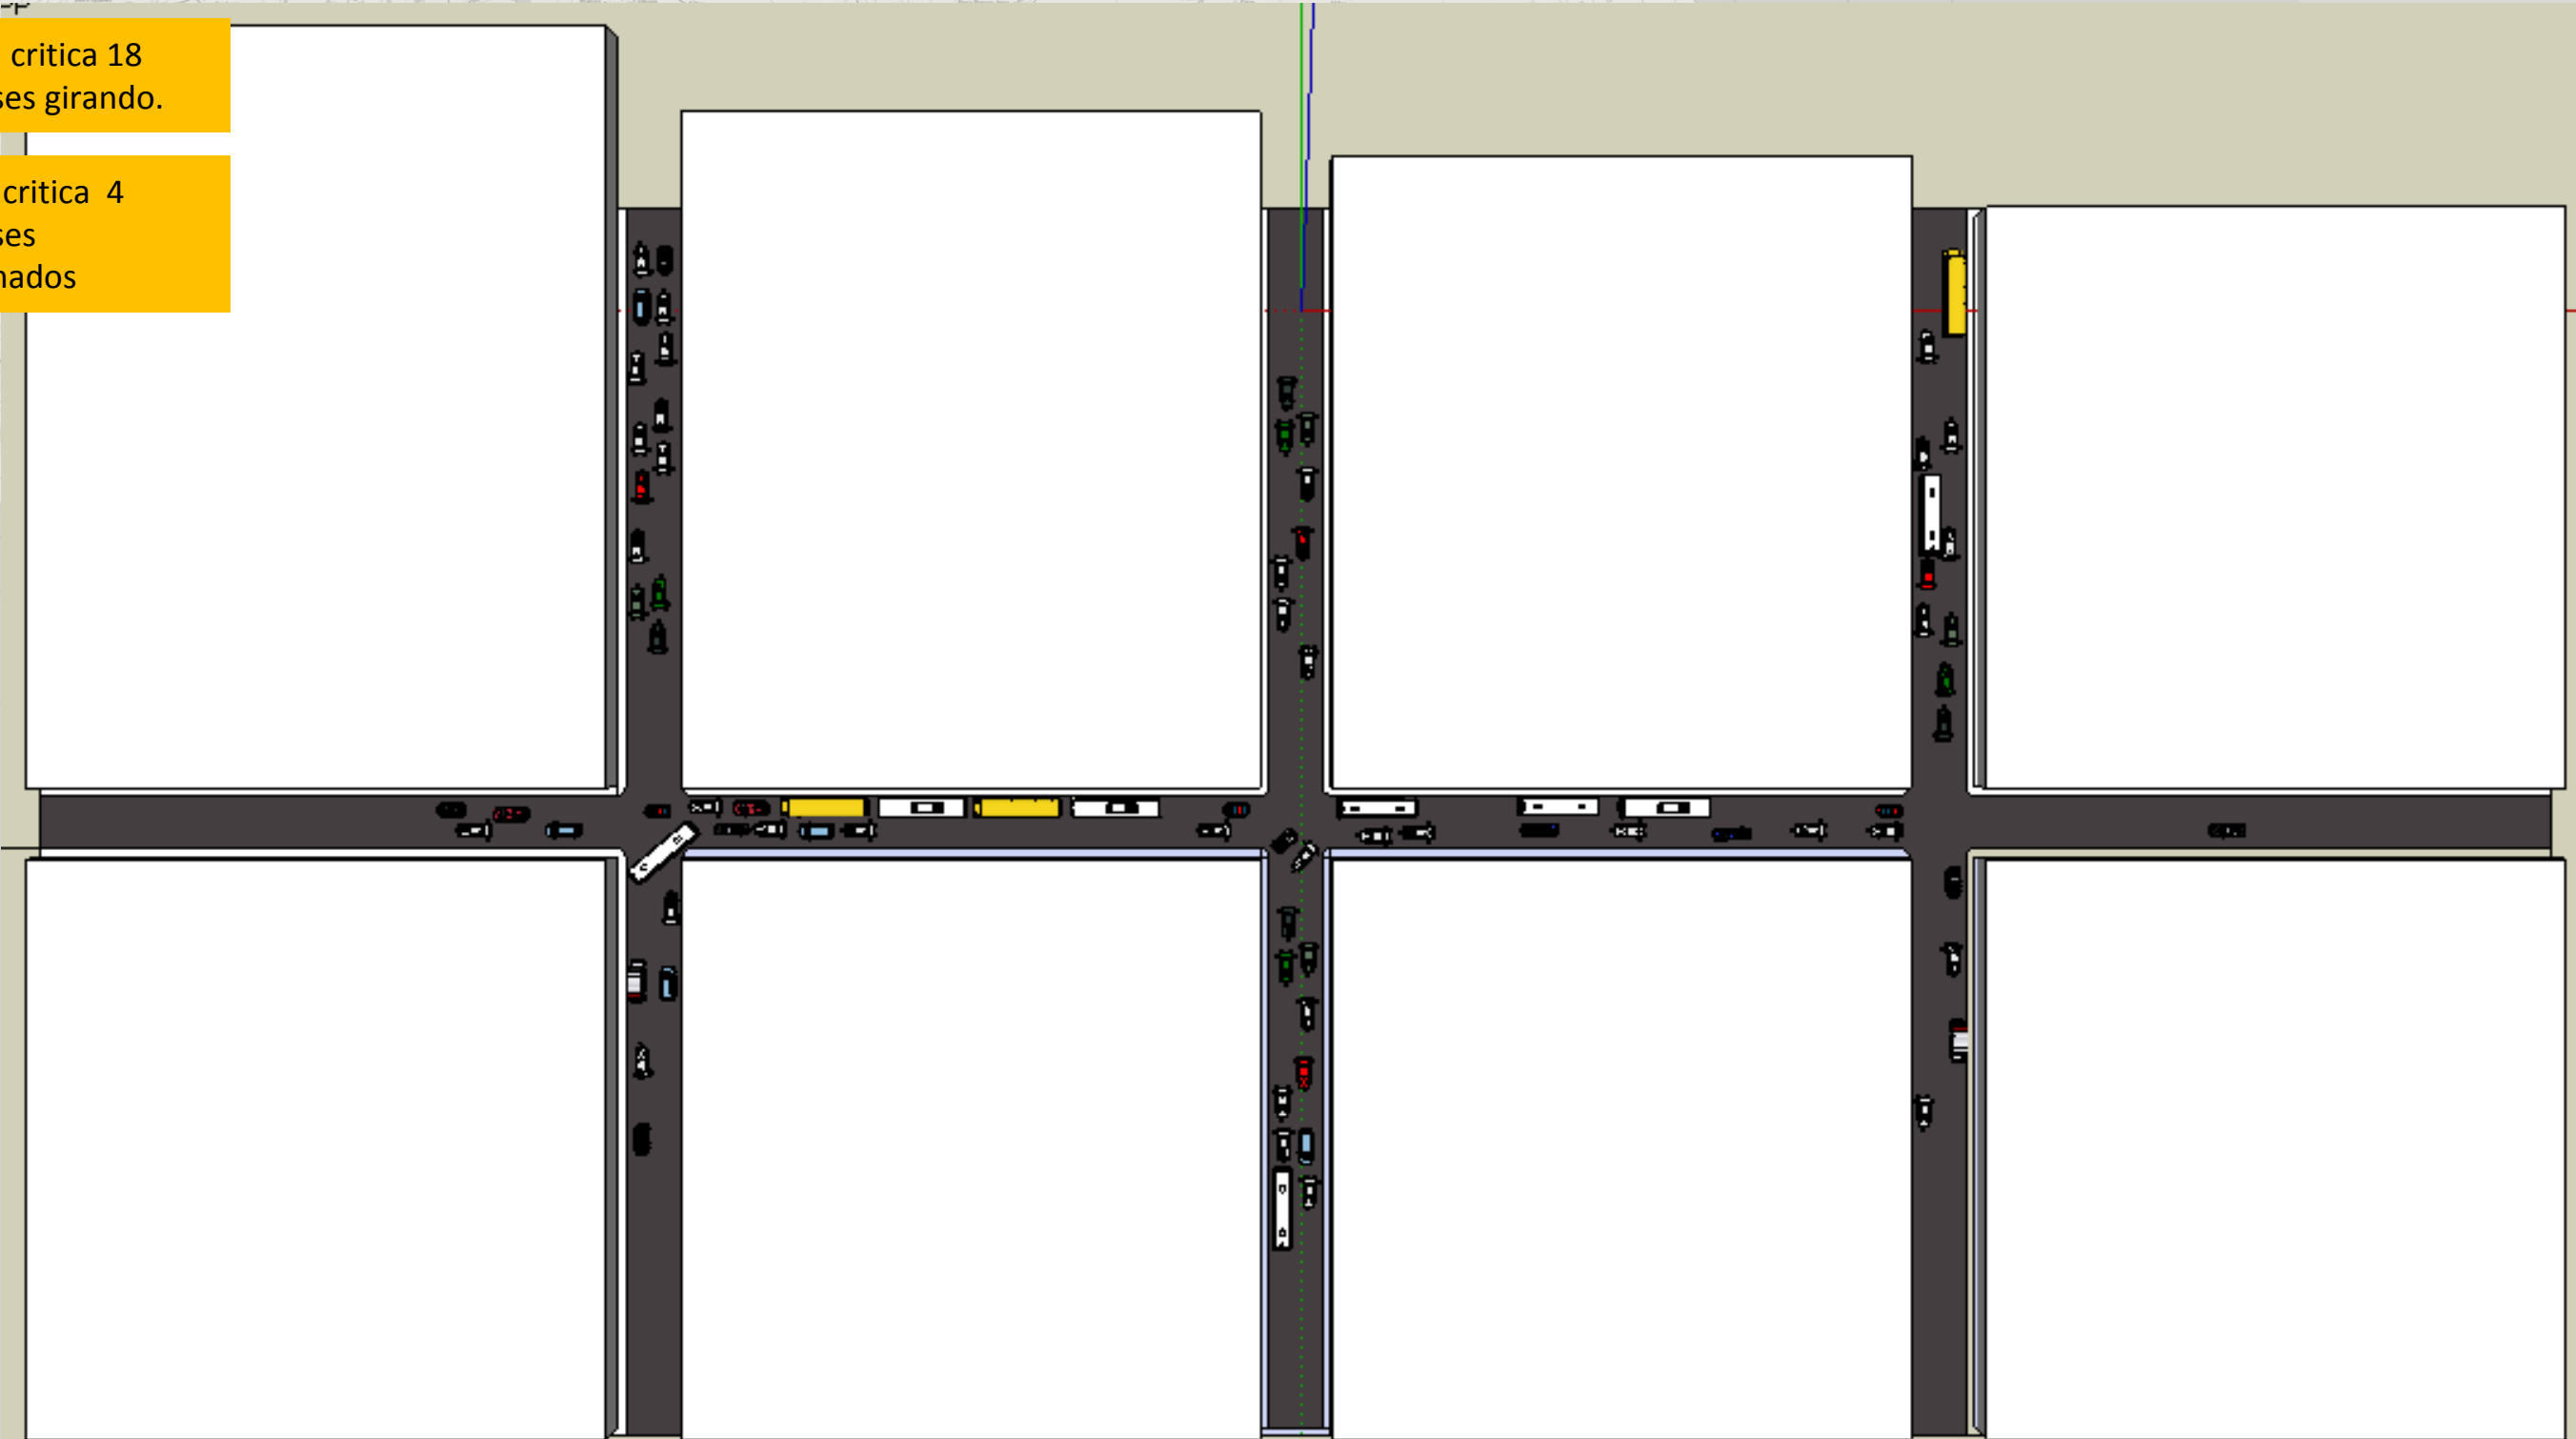 critica 18
ses girando.
critica 4
ses
nados